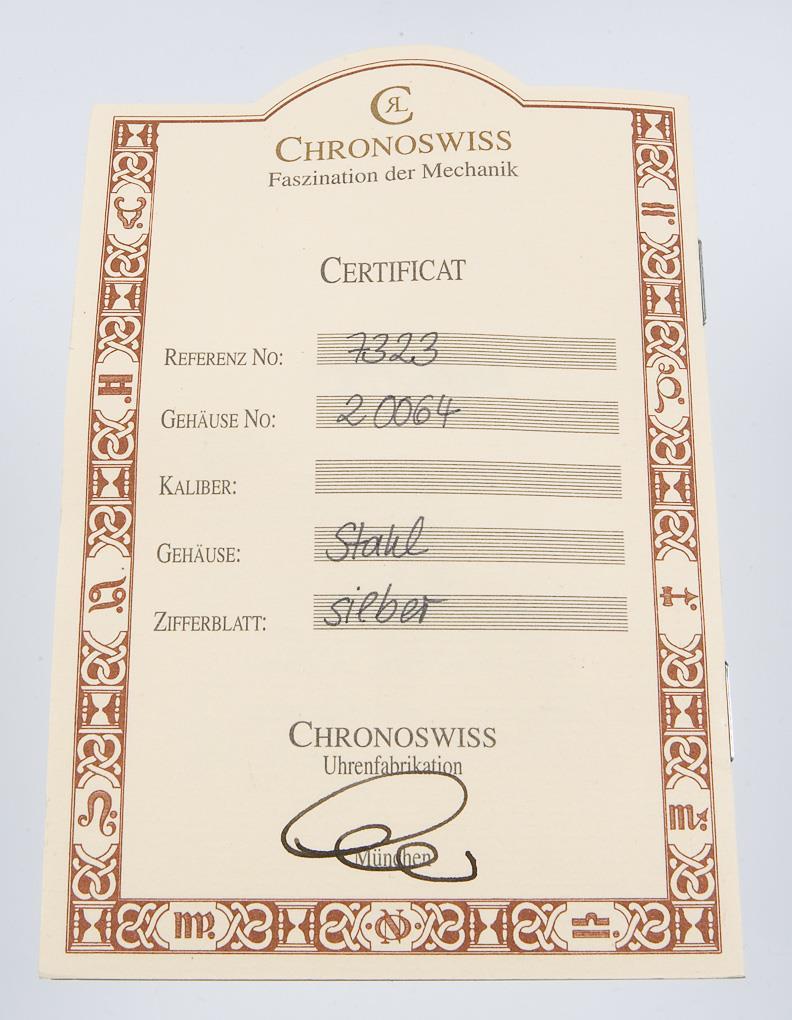 CRL
CHRONOSWISS
Faszination der Mechanik
CERTIFICAT
REFERENZ NO: 7323
GEHÄUSE NO: 20064
KALIBER:
GEHÄUSE: Stahl
ZIFFERBLATT: silber
CHRONOSWISS
Uhrenfabrikation
München